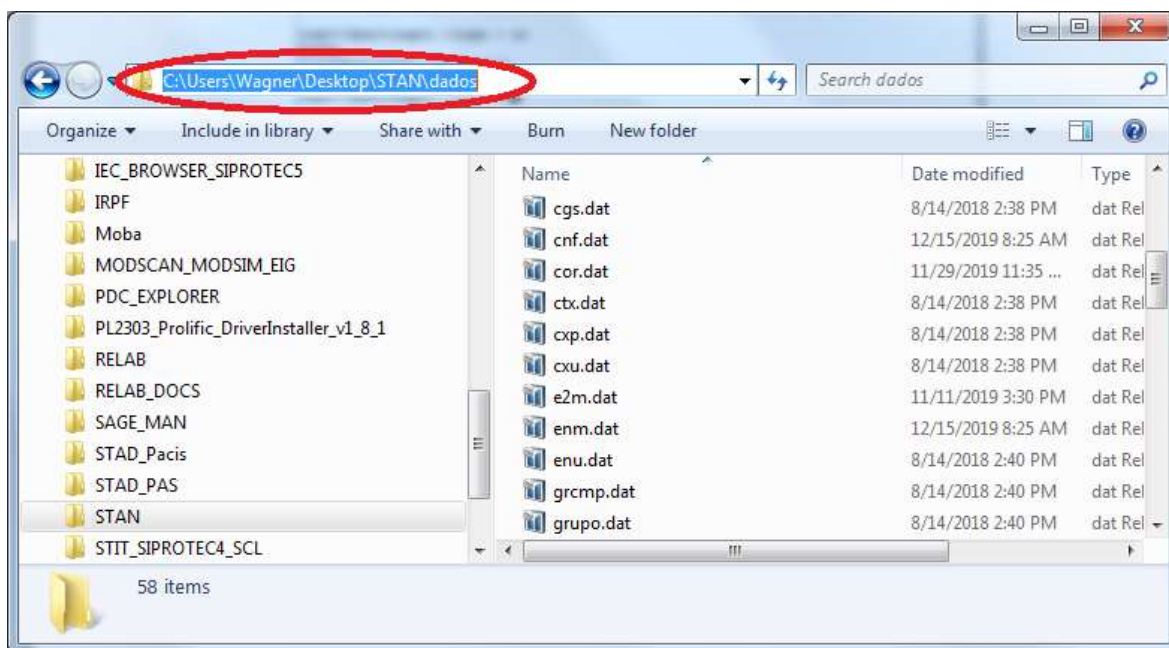 C:\Users\Wagner\Desktop\STAN\dados
Search dados
Organize Include in library Share with Burn New folder
IEC_BROWSER_SIPROTEC5
IRPF
Moba
MODSCAN_MODSIM_EIG
PDC_EXPLORER
PL2303_Prolific_DriverInstaller_v1_8_1
RELAB
RELAB_DOCS
SAGE_MAN
STAD_Pacis
STAD_PAS
STAN
STIT_SIPROTEC4_SCL
Name Date modified Type
cgs.dat 8/14/2018 2:38 PM dat Rel
cnf.dat 12/15/2019 8:25 AM dat Rel
cor.dat 11/29/2019 11:35 ... dat Rel
ctx.dat 8/14/2018 2:38 PM dat Rel
cxp.dat 8/14/2018 2:38 PM dat Rel
cxu.dat 8/14/2018 2:38 PM dat Rel
e2m.dat 11/11/2019 3:30 PM dat Rel
enm.dat 12/15/2019 8:25 AM dat Rel
enu.dat 8/14/2018 2:40 PM dat Rel
grcmp.dat 8/14/2018 2:40 PM dat Rel
grupo.dat 8/14/2018 2:40 PM dat Rel
58 items